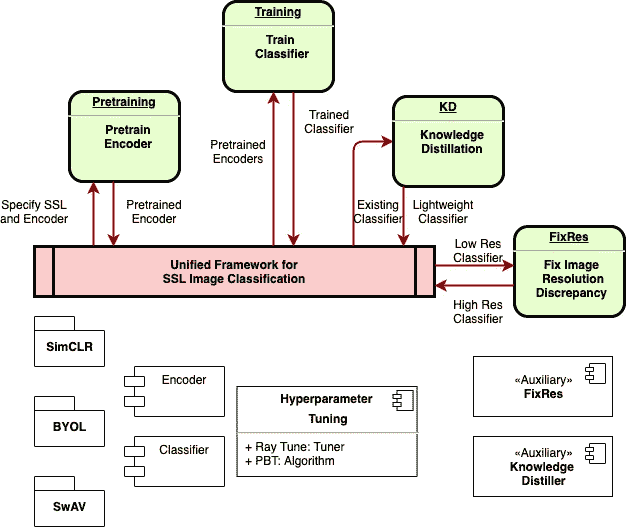 Training
Train
Classifier
Pretraining
Pretrain
Encoder
KD
Knowledge
Distillation
Trained
Classifier
Pretrained
Encoders
Specify SSL
and Encoder
Pretrained
Encoder
Existing
Classifier
Lightweight
Classifier
FixRes
Fix Image
Resolution
Discrepancy
Low Res
Classifier
High Res
Classifier
Unified Framework for
SSL Image Classification
SimCLR
BYOL
SwAV
Encoder
Classifier
Hyperparameter
Tuning
+ Ray Tune: Tuner
+ PBT: Algorithm
«Auxiliary»
FixRes
«Auxiliary»
Knowledge
Distiller